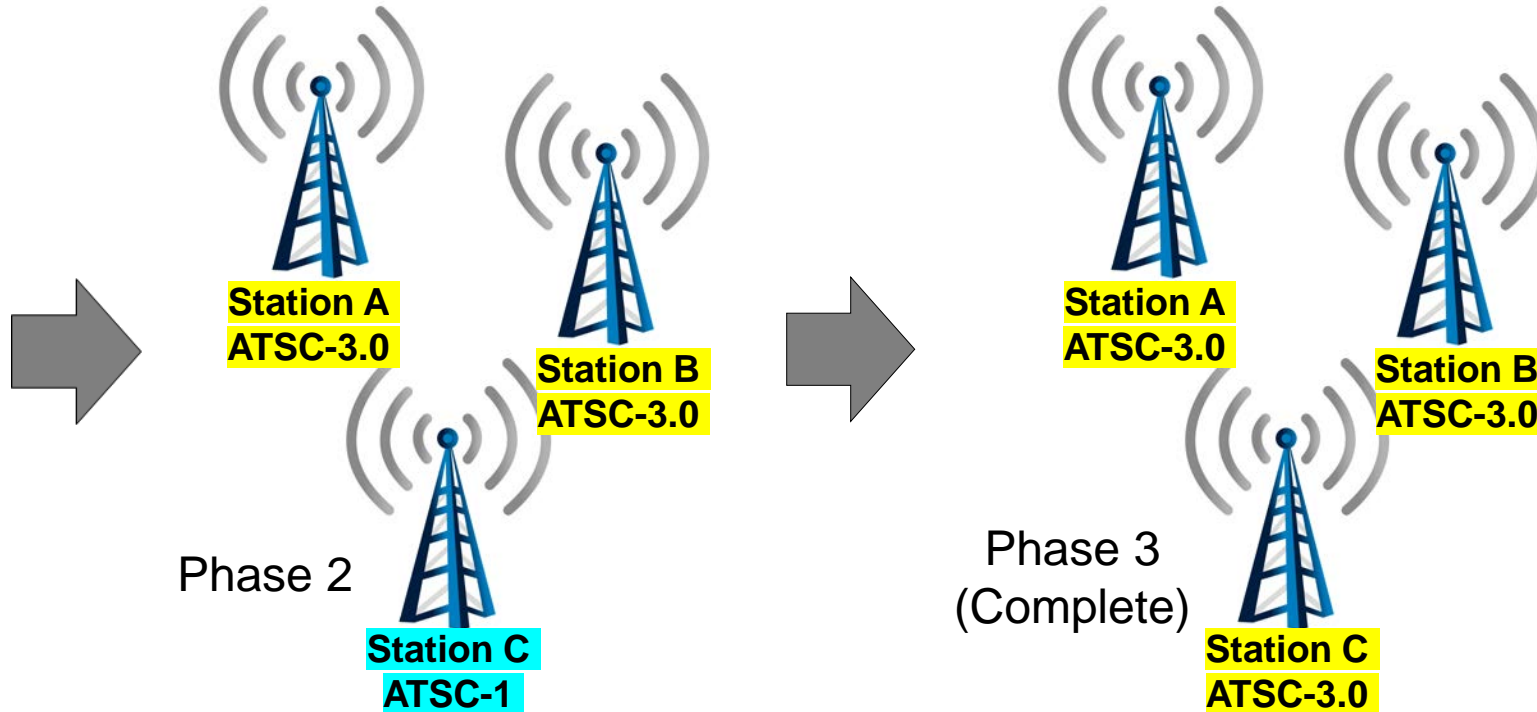 Station A
ATSC-3.0
Station B
ATSC-3.0
Phase 2
Station C
ATSC-1
Station A
ATSC-3.0
Station B
ATSC-3.0
Phase 3
(Complete)
Station C
ATSC-3.0